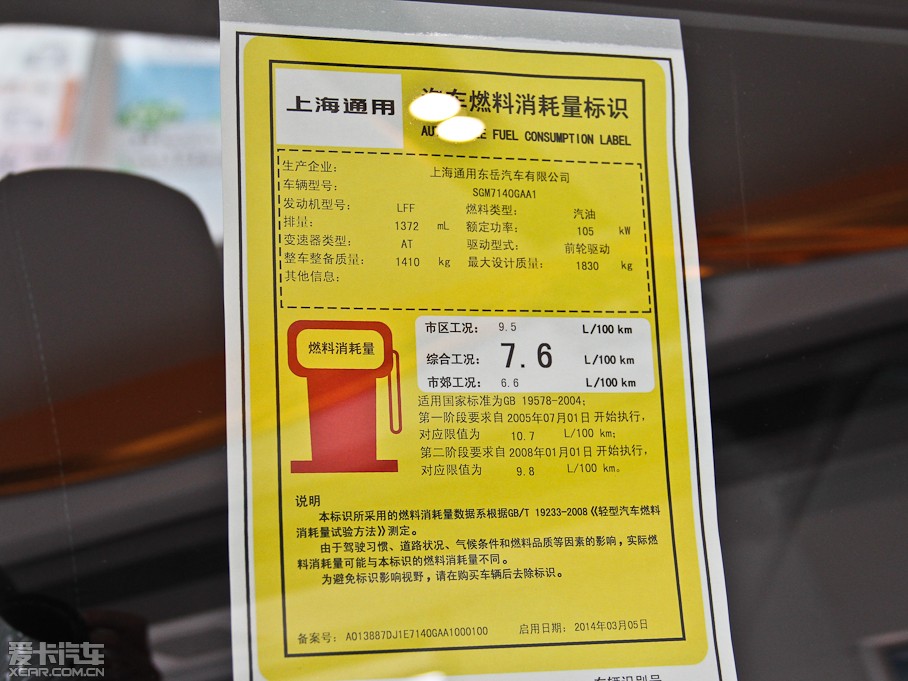 上海通用
汽车燃料消耗量标识
FUEL CONSUMPTION LABEL
生产企业： 上海通用东岳汽车有限公司
车辆型号： SGM7140GAA1
发动机型号： LFF 燃料类型： 汽油
排量： 1372 mL 额定功率： 105 kW
变速器类型： AT 驱动型式： 前轮驱动
整车整备质量： 1410 kg 最大设计质量： 1830 kg
其他信息：
燃料消耗量
市区工况： 9.5 L/100 km
综合工况： 7.6 L/100 km
市郊工况： 6.6 L/100 km
适用国家标准为GB 19578-2004；
第一阶段要求自 2005年07月01日 开始执行，
对应限值为 10.7 L/100 km；
第二阶段要求自 2008年01月01日 开始执行，
对应限值为 9.8 L/100 km。
说明
本标识所采用的燃料消耗量数据系根据GB/T 19233-2008《轻型汽车燃料
消耗量试验方法》测定。
由于驾驶习惯、道路状况、气候条件和燃料品质等因素的影响，实际燃
料消耗量可能与本标识的燃料消耗量不同。
为避免标识影响视野，请在购买车辆后去除标识。
备案号： A013887DJ1E7140GAA1000100 启用日期： 2014年03月05日
爱卡汽车
XCAR.COM.CN